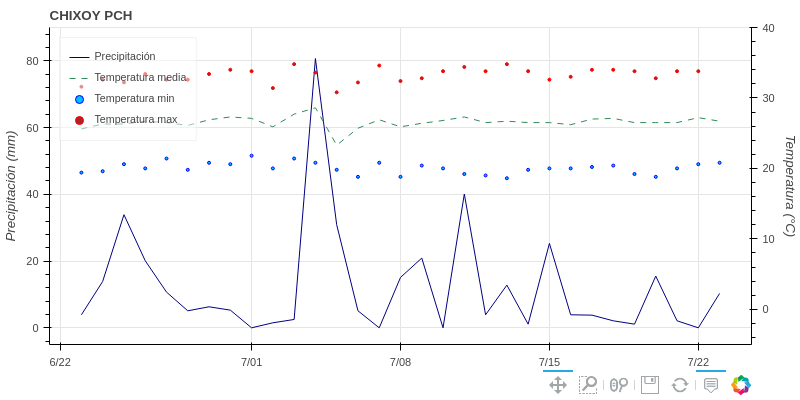 CHIXOY PCH
Precipitación
Temperatura media
Temperatura min
Temperatura max
Precipitación (mm)
80
60
40
20
0
Temperatura (°C)
40
30
20
10
0
6/22 7/01 7/08 7/15 7/22